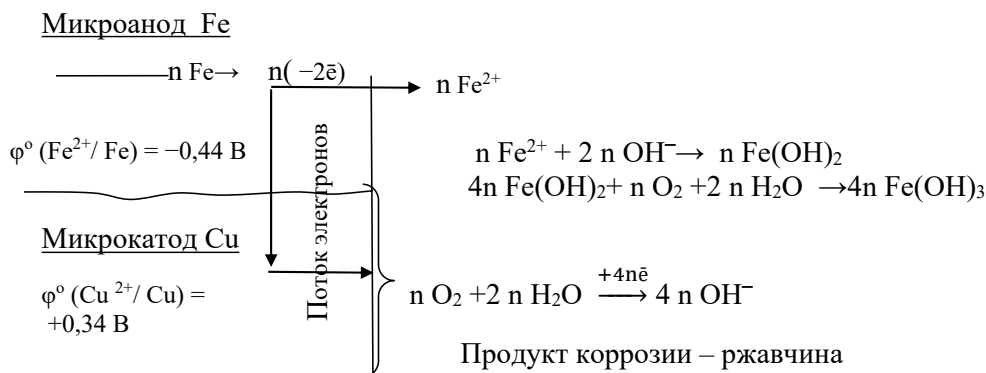 Микроанод Fe
n Fe→ n( −2ē)
n Fe²⁺
φº (Fe²⁺/ Fe) = −0,44 В
n Fe²⁺ + 2 n OH⁻→ n Fe(OH)₂
4n Fe(OH)₂+ n O₂ +2 n H₂O →4n Fe(OH)₃
Поток электронов
Микрокатод Cu
φº (Cu ²⁺/ Cu) =
+0,34 В
+4nē
n O₂ +2 n H₂O ⟶ 4 n OH⁻
Продукт коррозии – ржавчина